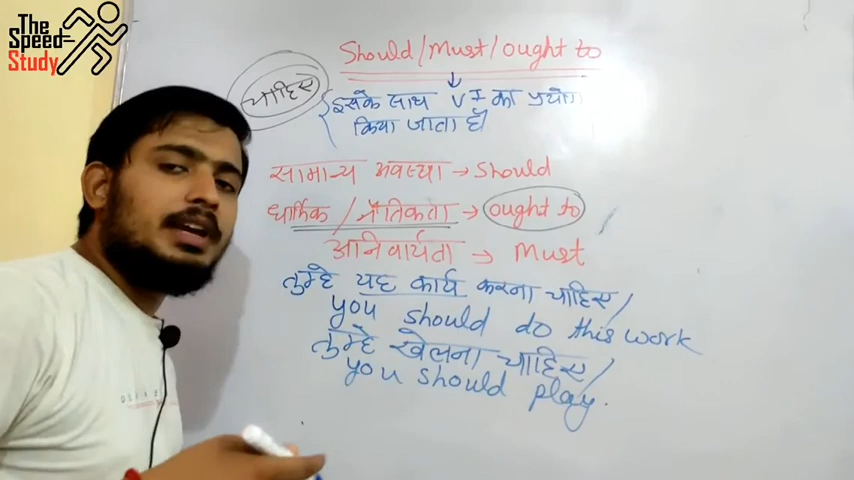 The
Speed
Study
Should/Must/ought to
चाहिए
इसके साथ V I का प्रयोग
किया जाता है
सामान्य अवस्था → should
धार्मिक / नैतिकता → ought to
अनिवार्यता → Must
तुम्हे यह कार्य करना चाहिए/
you should do this work
तुम्हे खेलना चाहिए/
you should play.